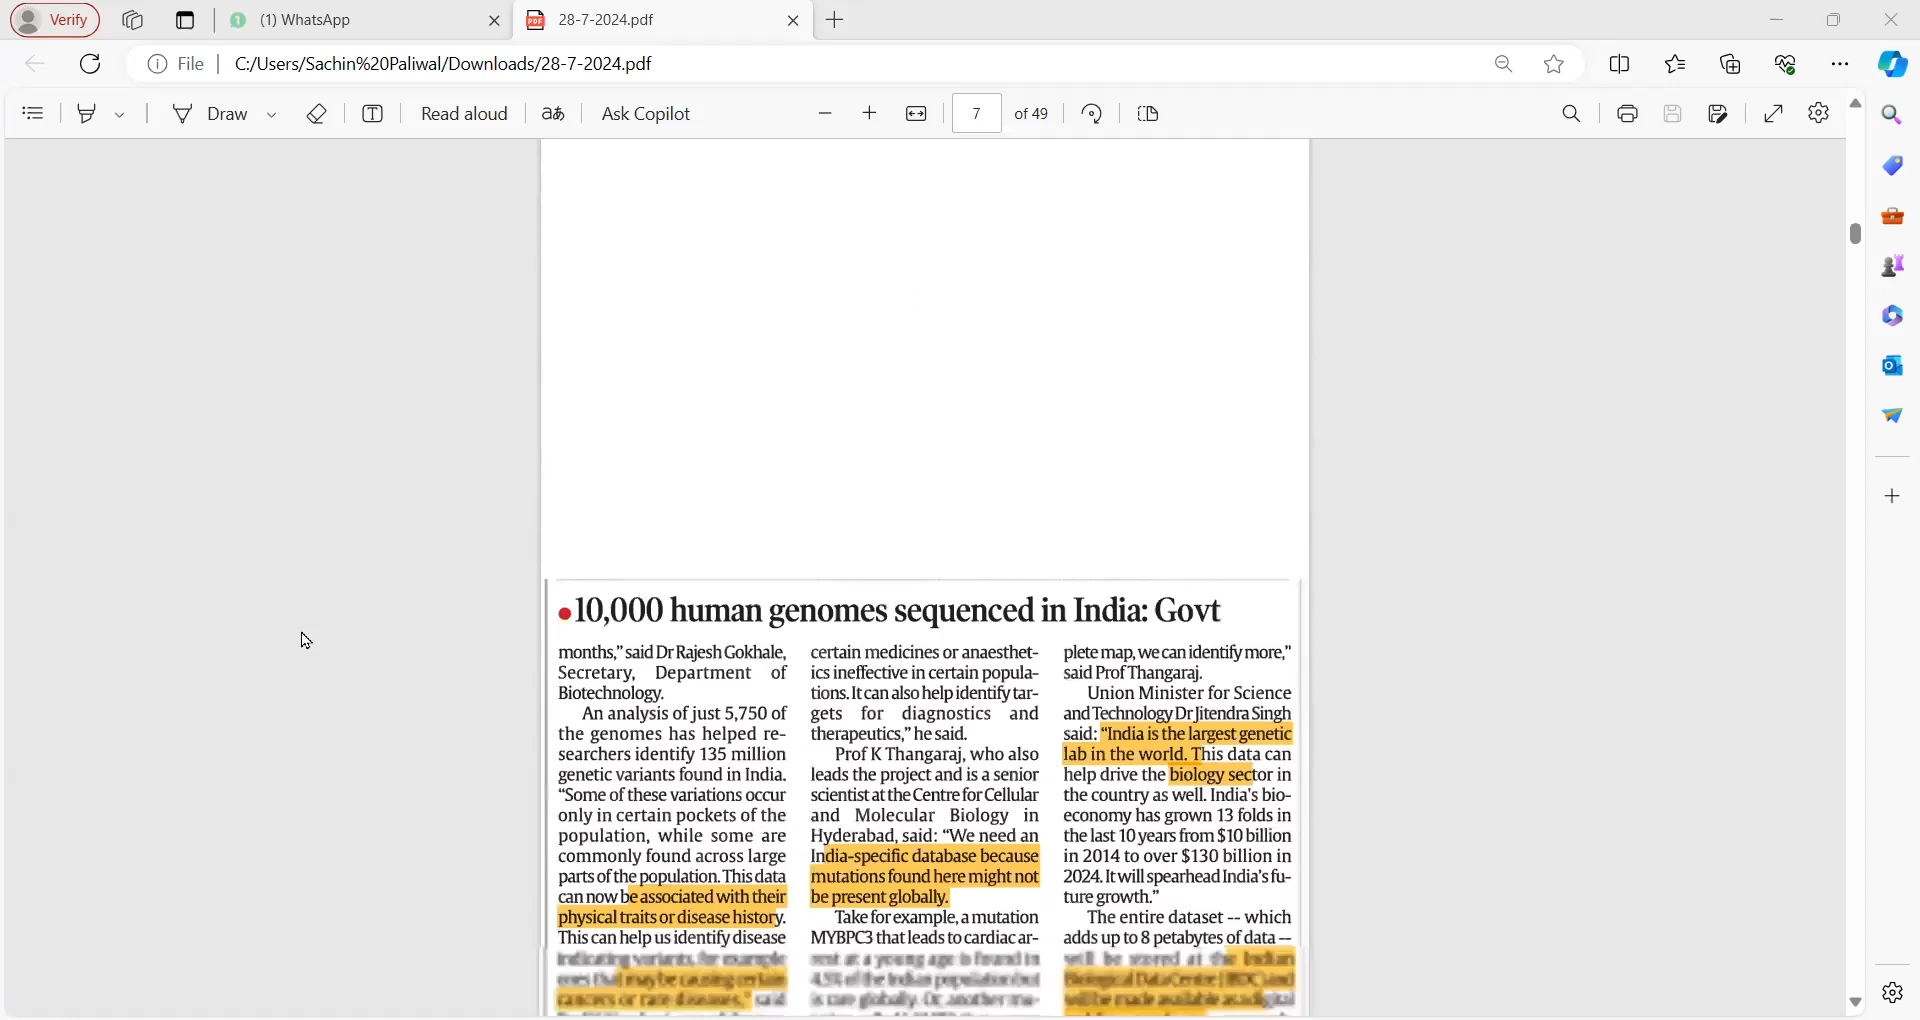 Verify
(1) WhatsApp
28-7-2024.pdf
File
C:/Users/Sachin%20Paliwal/Downloads/28-7-2024.pdf
Draw
Read aloud
aあ
Ask Copilot
7
of 49
10,000 human genomes sequenced in India: Govt
months,” said Dr Rajesh Gokhale,
Secretary, Department of
Biotechnology.
An analysis of just 5,750 of
the genomes has helped re-
searchers identify 135 million
genetic variants found in India.
“Some of these variations occur
only in certain pockets of the
population, while some are
commonly found across large
parts of the population. This data
can now be associated with their
physical traits or disease history.
This can help us identify disease
indicating variants, for example
ones that may be causing certain
cancers or rare diseases,” said
certain medicines or anaesthet-
ics ineffective in certain popula-
tions. It can also help identify tar-
gets for diagnostics and
therapeutics,” he said.
Prof K Thangaraj, who also
leads the project and is a senior
scientist at the Centre for Cellular
and Molecular Biology in
Hyderabad, said: “We need an
India-specific database because
mutations found here might not
be present globally.
Take for example, a mutation
MYBPC3 that leads to cardiac ar-
rest at a young age is found in
4.5% of the Indian population but
is rare globally. Or, another mu-
plete map, we can identify more,”
said Prof Thangaraj.
Union Minister for Science
and Technology Dr Jitendra Singh
said: “India is the largest genetic
lab in the world. This data can
help drive the biology sector in
the country as well. India's bio-
economy has grown 13 folds in
the last 10 years from $10 billion
in 2014 to over $130 billion in
2024. It will spearhead India's fu-
ture growth.”
The entire dataset -- which
adds up to 8 petabytes of data --
will be stored at the Indian
Biological Data Centre (IBDC) and
will be made available as a digital